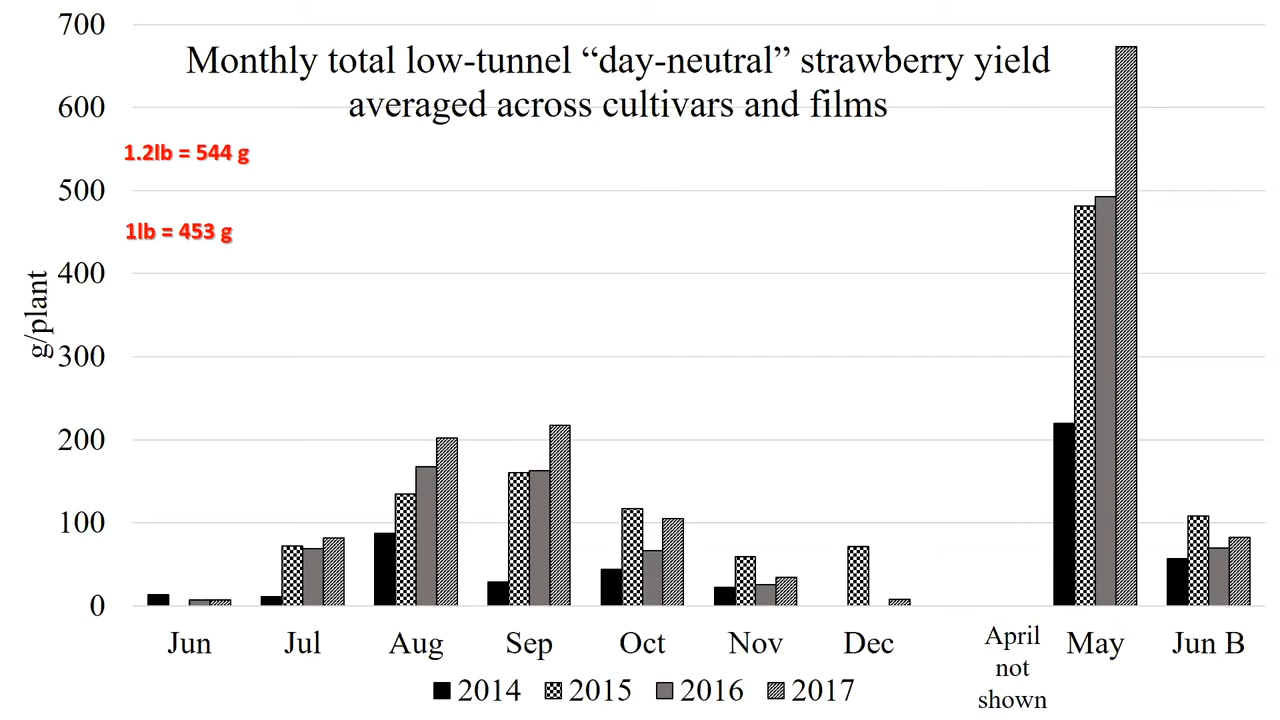 700
Monthly total low-tunnel “day-neutral” strawberry yield
averaged across cultivars and films
600
1.2lb = 544 g
500
1lb = 453 g
400
g/plant
300
200
100
0
Jun Jul Aug Sep Oct Nov Dec April not shown May Jun B
2014 2015 2016 2017